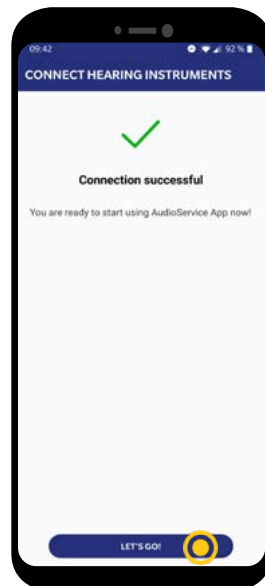 09:42 92 %
CONNECT HEARING INSTRUMENTS
Connection successful
You are ready to start using AudioService App now!
LET'S GO!